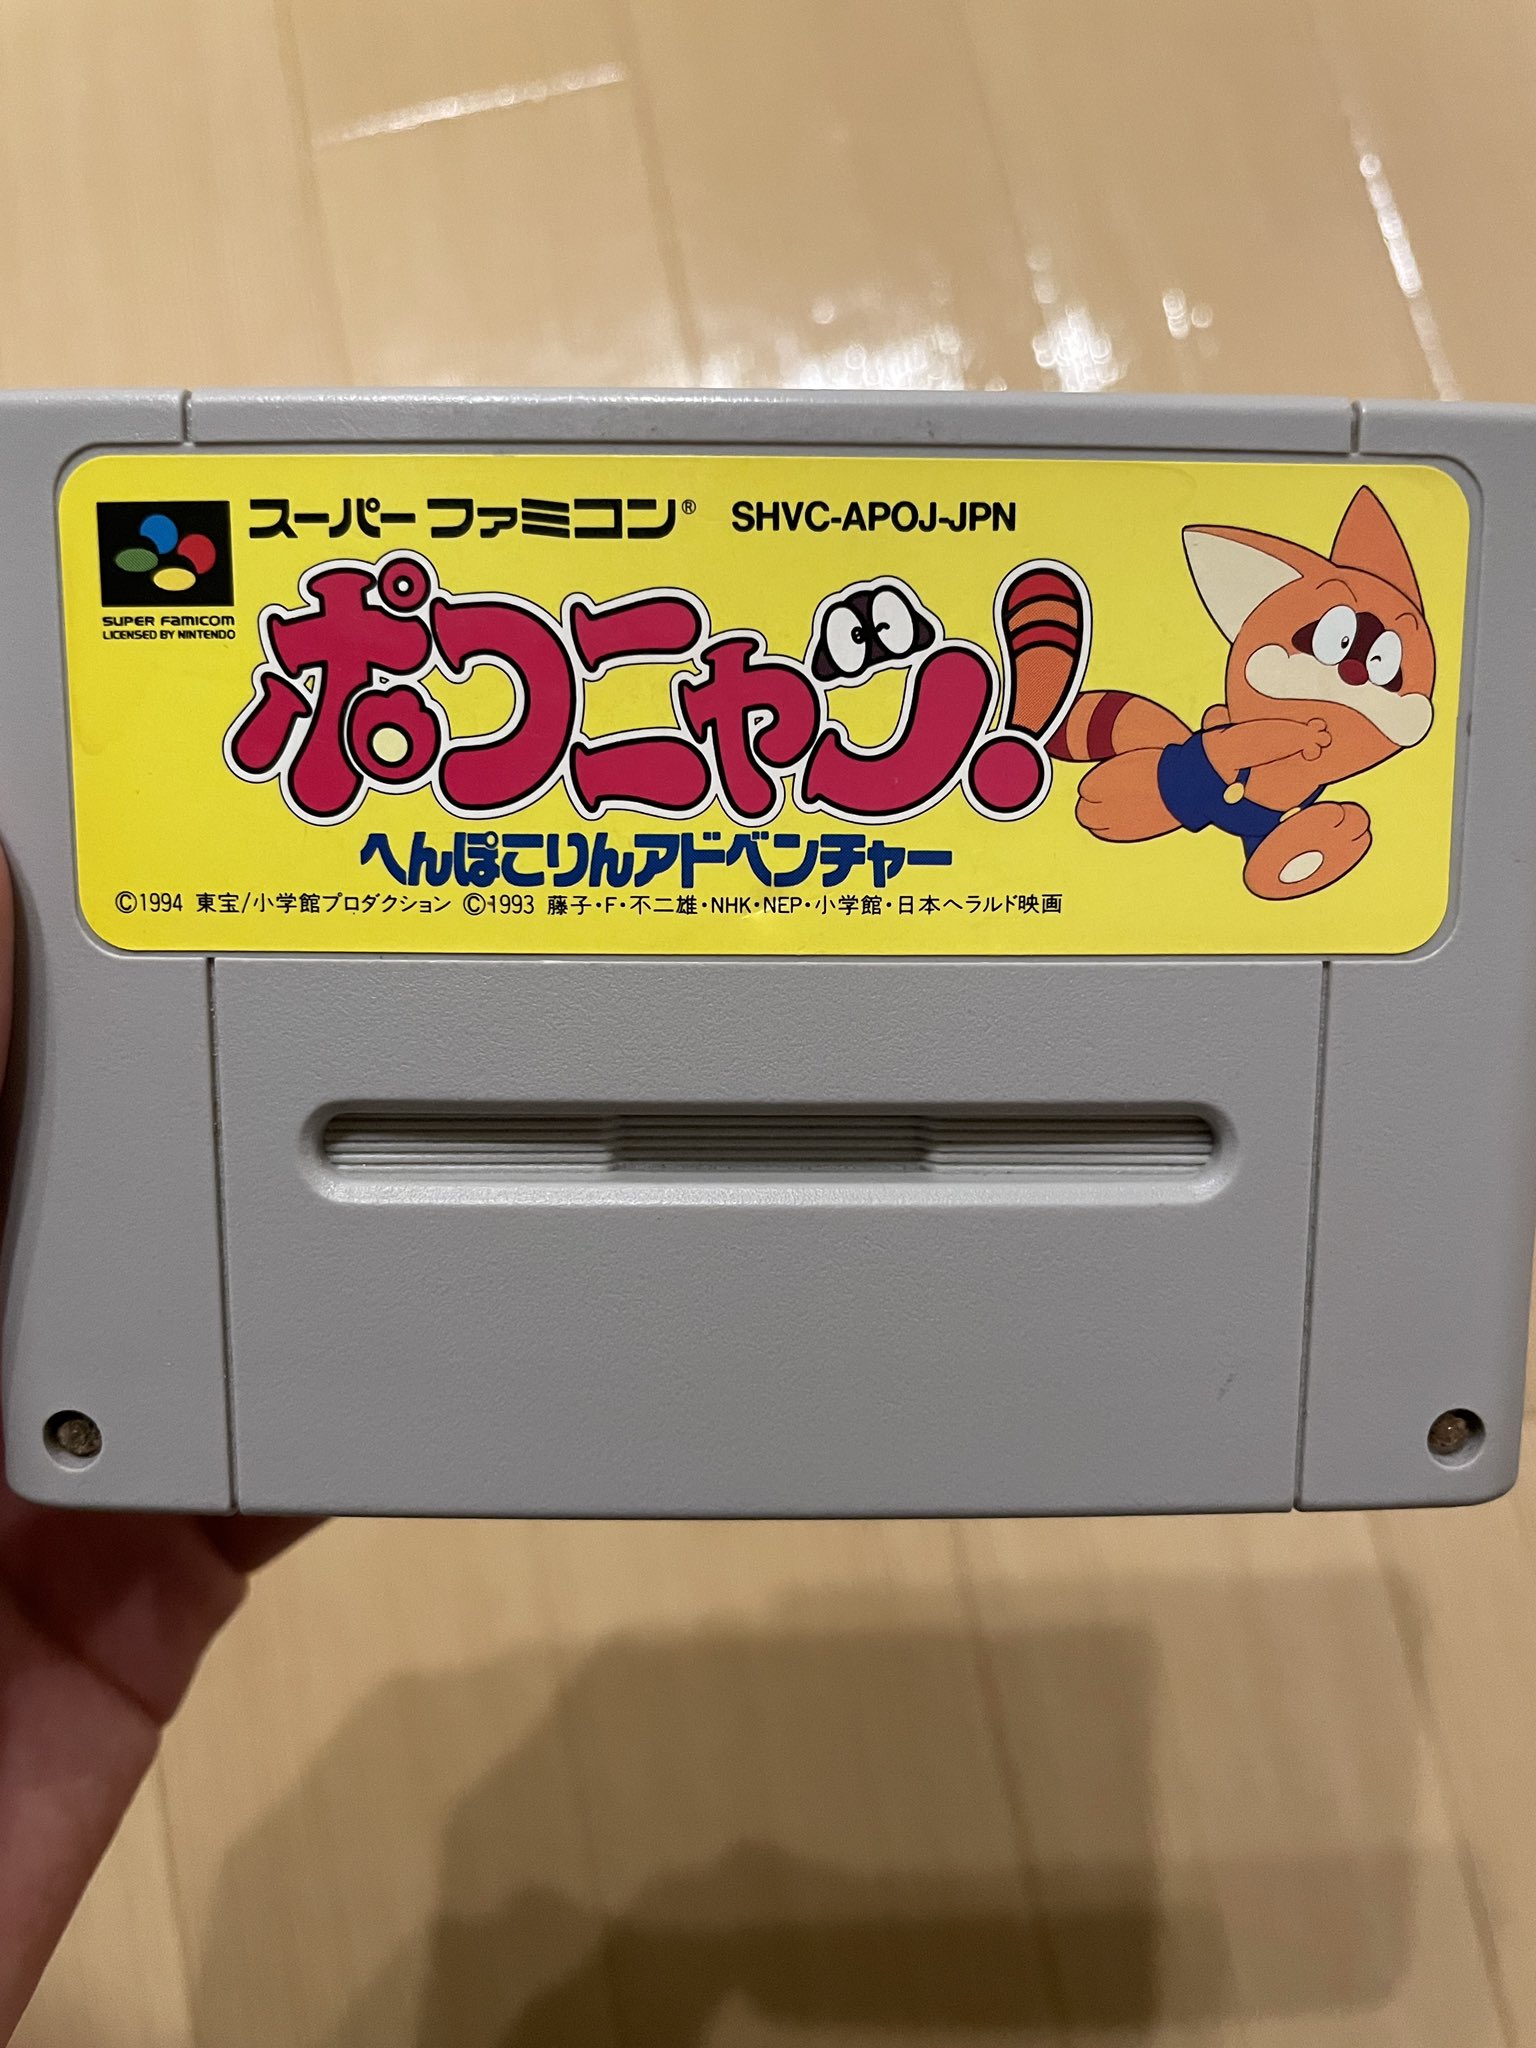 スーパーファミコン® SHVC-APOJ-JPN
SUPER FAMICOM
LICENSED BY NINTENDO
ポコニャン!
へんぽこりんアドベンチャー
©1994 東宝/小学館プロダクション ©1993 藤子・F・不二雄・NHK・NEP・小学館・日本ヘラルド映画